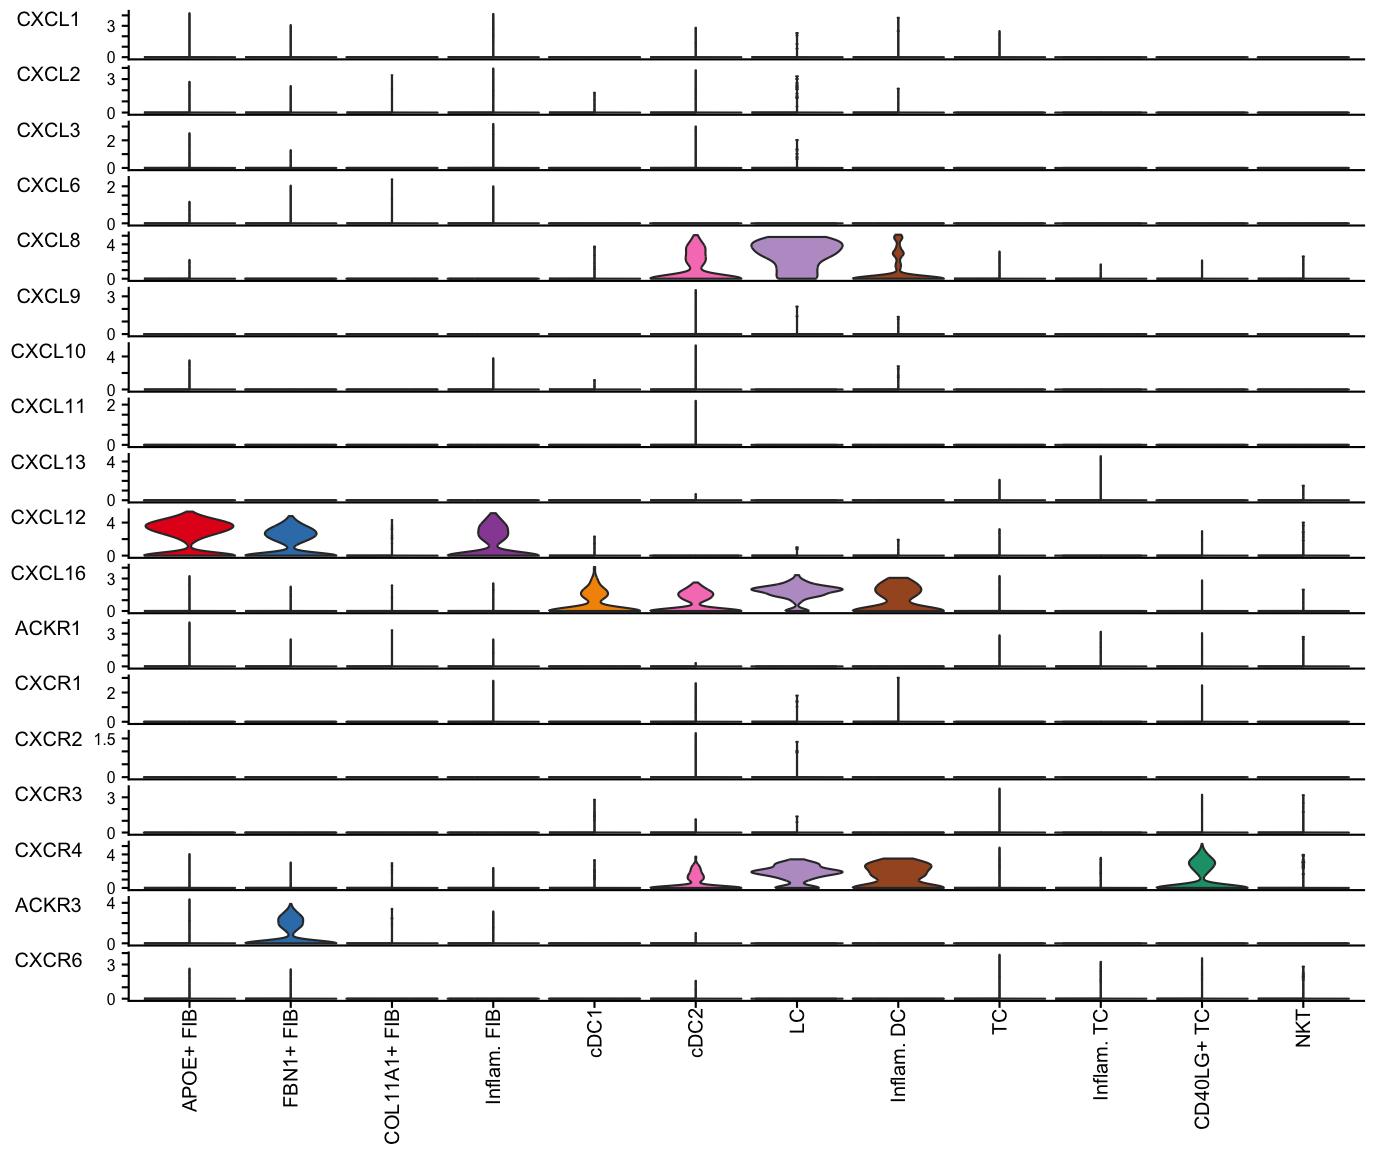 CXCL1 3 0
CXCL2 3 0
CXCL3 2 0
CXCL6 2 0
CXCL8 4 0
CXCL9 3 0
CXCL10 4 0
CXCL11 2 0
CXCL13 4 0
CXCL12 4 0
CXCL16 3 0
ACKR1 3 0
CXCR1 2 0
CXCR2 1.5 0
CXCR3 3 0
CXCR4 4 0
ACKR3 4 0
CXCR6 3 0
APOE+ FIB
FBN1+ FIB
COL11A1+ FIB
Inflam. FIB
cDC1
cDC2
LC
Inflam. DC
TC
Inflam. TC
CD40LG+ TC
NKT